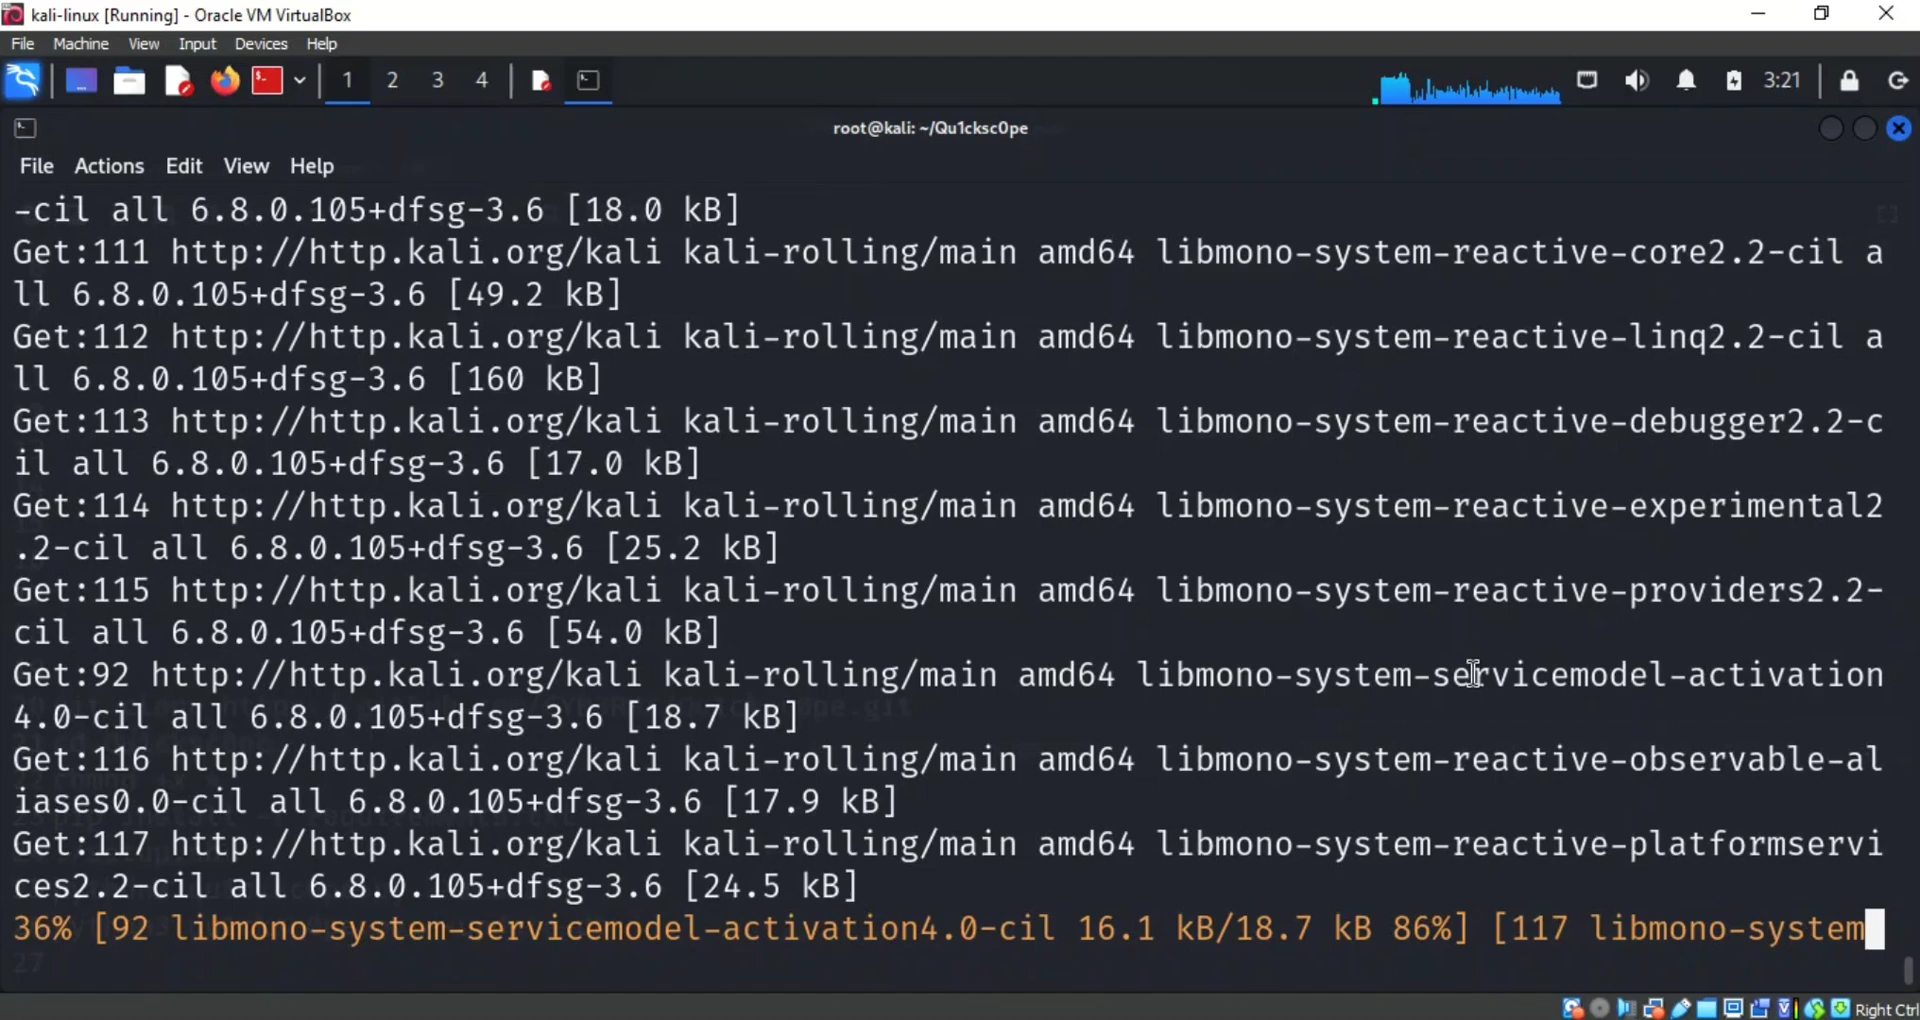 kali-linux [Running] - Oracle VM VirtualBox
File Machine View Input Devices Help
1 2 3 4 3:21
root@kali: ~/Qu1cksc0pe
File Actions Edit View Help
-cil all 6.8.0.105+dfsg-3.6 [18.0 kB]
Get:111 http://http.kali.org/kali kali-rolling/main amd64 libmono-system-reactive-core2.2-cil a
ll 6.8.0.105+dfsg-3.6 [49.2 kB]
Get:112 http://http.kali.org/kali kali-rolling/main amd64 libmono-system-reactive-linq2.2-cil a
ll 6.8.0.105+dfsg-3.6 [160 kB]
Get:113 http://http.kali.org/kali kali-rolling/main amd64 libmono-system-reactive-debugger2.2-c
il all 6.8.0.105+dfsg-3.6 [17.0 kB]
Get:114 http://http.kali.org/kali kali-rolling/main amd64 libmono-system-reactive-experimental2
.2-cil all 6.8.0.105+dfsg-3.6 [25.2 kB]
Get:115 http://http.kali.org/kali kali-rolling/main amd64 libmono-system-reactive-providers2.2-
cil all 6.8.0.105+dfsg-3.6 [54.0 kB]
Get:92 http://http.kali.org/kali kali-rolling/main amd64 libmono-system-servicemodel-activation
4.0-cil all 6.8.0.105+dfsg-3.6 [18.7 kB]
Get:116 http://http.kali.org/kali kali-rolling/main amd64 libmono-system-reactive-observable-al
iases0.0-cil all 6.8.0.105+dfsg-3.6 [17.9 kB]
Get:117 http://http.kali.org/kali kali-rolling/main amd64 libmono-system-reactive-platformservi
ces2.2-cil all 6.8.0.105+dfsg-3.6 [24.5 kB]
36% [92 libmono-system-servicemodel-activation4.0-cil 16.1 kB/18.7 kB 86%] [117 libmono-system
27
Right Ctrl